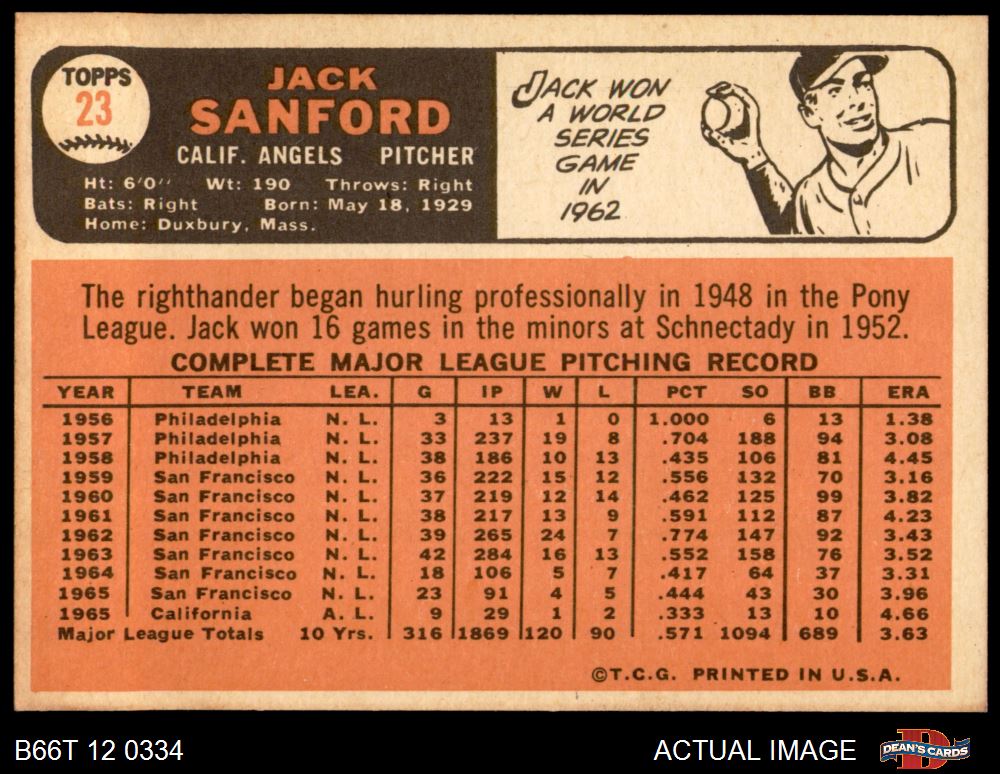 TOPPS
23
JACK
SANFORD
CALIF. ANGELS PITCHER
Ht: 6'0" Wt: 190 Throws: Right
Bats: Right Born: May 18, 1929
Home: Duxbury, Mass.
JACK WON
A WORLD
SERIES
GAME
IN
1962
The righthander began hurling professionally in 1948 in the Pony
League. Jack won 16 games in the minors at Schnectady in 1952.
COMPLETE MAJOR LEAGUE PITCHING RECORD
YEAR TEAM LEA. G IP W L PCT SO BB ERA
1956 Philadelphia N. L. 3 13 1 0 1.000 6 13 1.38
1957 Philadelphia N. L. 33 237 19 8 .704 188 94 3.08
1958 Philadelphia N. L. 38 186 10 13 .435 106 81 4.45
1959 San Francisco N. L. 36 222 15 12 .556 132 70 3.16
1960 San Francisco N. L. 37 219 12 14 .462 125 99 3.82
1961 San Francisco N. L. 38 217 13 9 .591 112 87 4.23
1962 San Francisco N. L. 39 265 24 7 .774 147 92 3.43
1963 San Francisco N. L. 42 284 16 13 .552 158 76 3.52
1964 San Francisco N. L. 18 106 5 7 .417 64 37 3.31
1965 San Francisco N. L. 23 91 4 5 .444 43 30 3.96
1965 California A. L. 9 29 1 2 .333 13 10 4.66
Major League Totals 10 Yrs. 316 1869 120 90 .571 1094 689 3.63
©T.C.G. PRINTED IN U.S.A.
B66T 12 0334 ACTUAL IMAGE DEAN'S CARDS